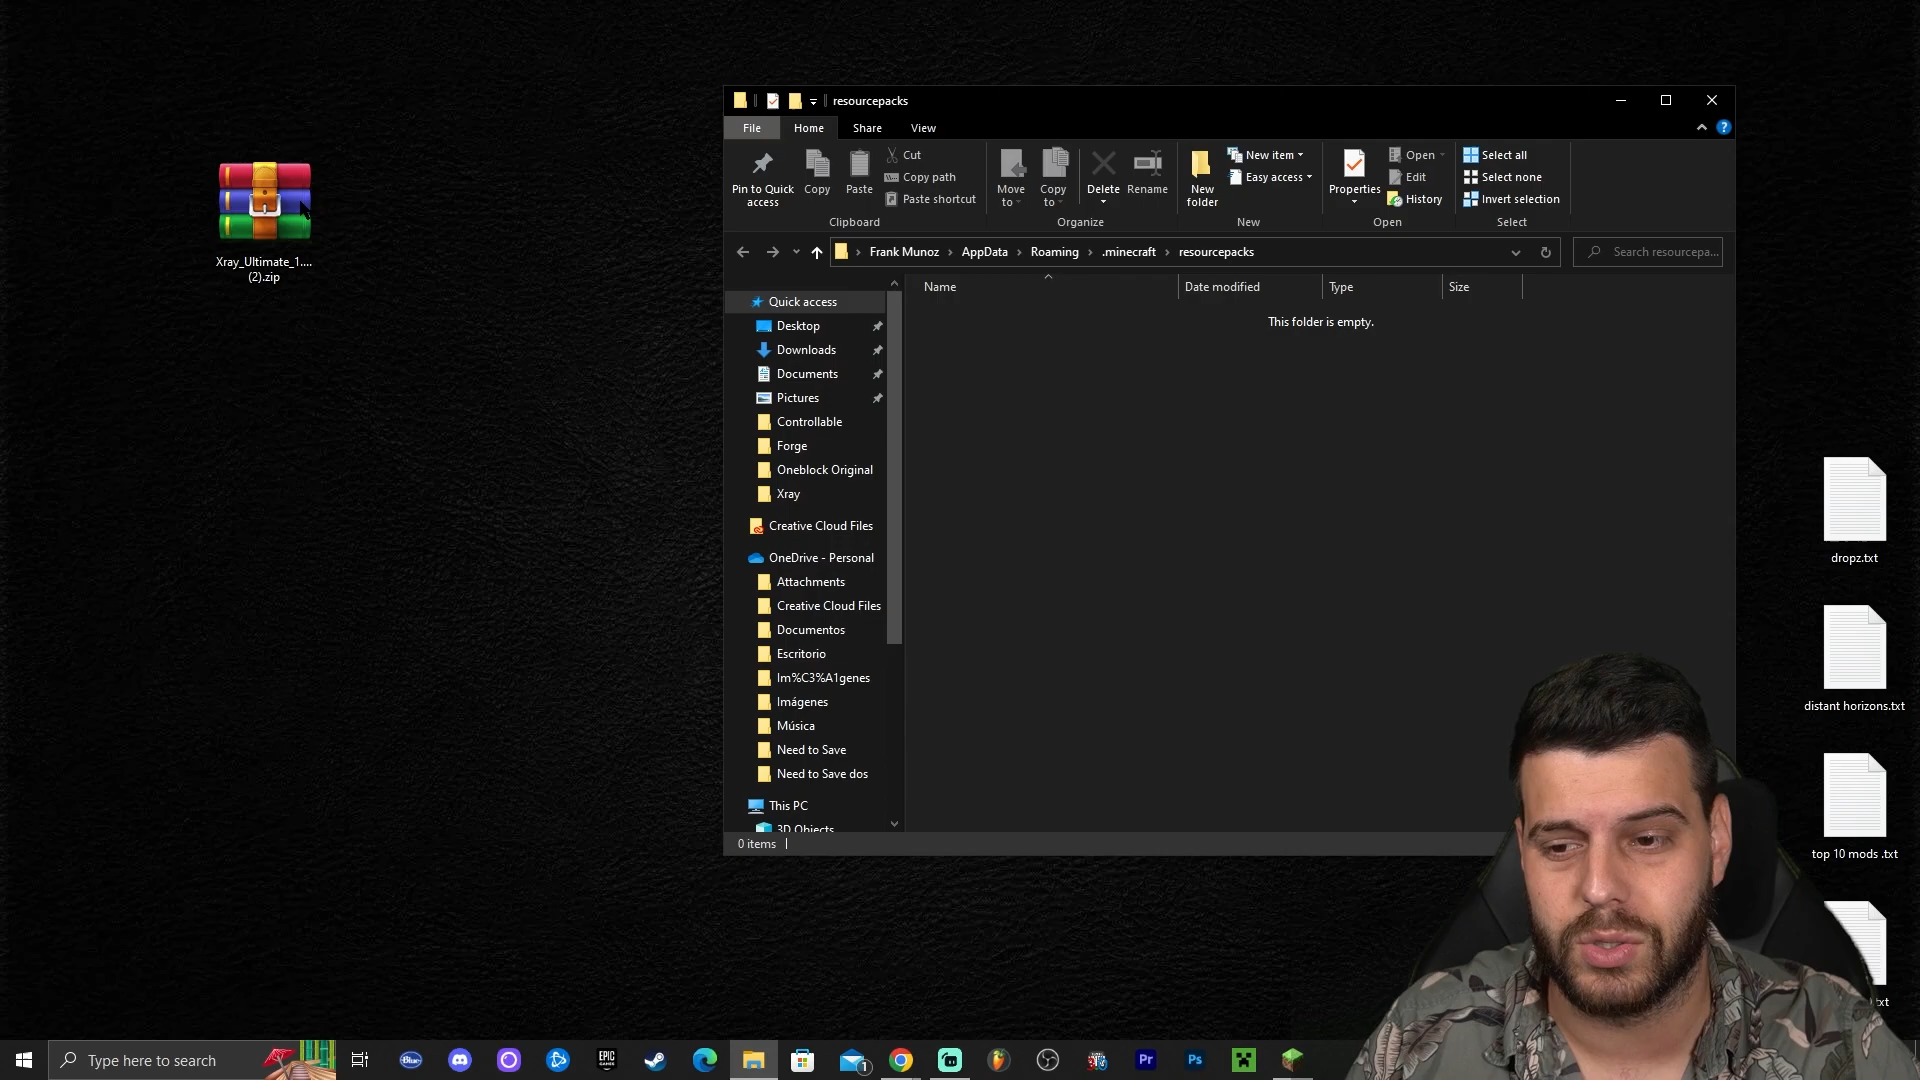 resourcepacks
File
Home
Share
View
Pin to Quick access
Copy
Paste
Cut
Copy path
Paste shortcut
Clipboard
Move to
Copy to
Delete
Rename
Organize
New folder
New item
Easy access
New
Properties
Open
Edit
History
Open
Select all
Select none
Invert selection
Select
Frank Munoz
AppData
Roaming
.minecraft
resourcepacks
Search resourcepa...
Name
Date modified
Type
Size
This folder is empty.
Quick access
Desktop
Downloads
Documents
Pictures
Controllable
Forge
Oneblock Original
Xray
Creative Cloud Files
OneDrive - Personal
Attachments
Creative Cloud Files
Documentos
Escritorio
Im%C3%A1genes
Imágenes
Música
Need to Save
Need to Save dos
This PC
3D Objects
0 items
Xray_Ultimate_1....
(2).zip
dropz.txt
distant horizons.txt
top 10 mods .txt
Type here to search
Blue
EPIC
GAMES
1
Pr
Ps